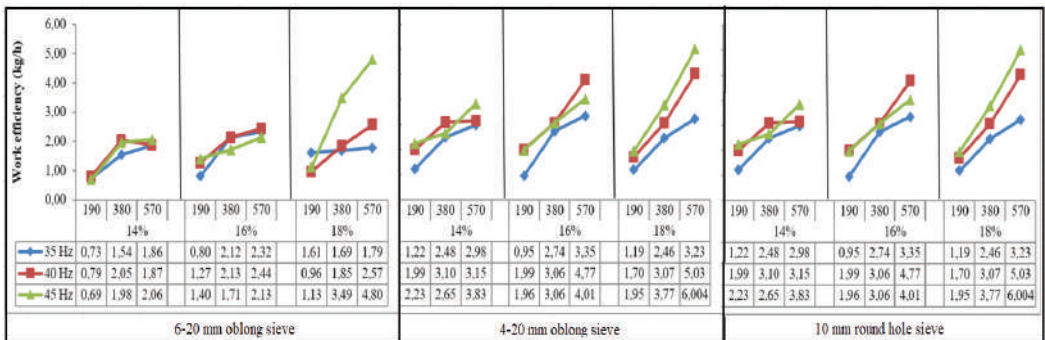 Work efficiency (kg/h)
6,00
5,00
4,00
3,00
2,00
1,00
0,00
190 380 570 190 380 570 190 380 570 190 380 570 190 380 570 190 380 570 190 380 570 190 380 570 190 380 570
14% 16% 18% 14% 16% 18% 14% 16% 18%
35 Hz 0,73 1,54 1,86 0,80 2,12 2,32 1,61 1,69 1,79 1,22 2,48 2,98 0,95 2,74 3,35 1,19 2,46 3,23 1,22 2,48 2,98 0,95 2,74 3,35 1,19 2,46 3,23
40 Hz 0,79 2,05 1,87 1,27 2,13 2,44 0,96 1,85 2,57 1,99 3,10 3,15 1,99 3,06 4,77 1,70 3,07 5,03 1,99 3,10 3,15 1,99 3,06 4,77 1,70 3,07 5,03
45 Hz 0,69 1,98 2,06 1,40 1,71 2,13 1,13 3,49 4,80 2,23 2,65 3,83 1,96 3,06 4,01 1,95 3,77 6,004 2,23 2,65 3,83 1,96 3,06 4,01 1,95 3,77 6,004
6-20 mm oblong sieve 4-20 mm oblong sieve 10 mm round hole sieve